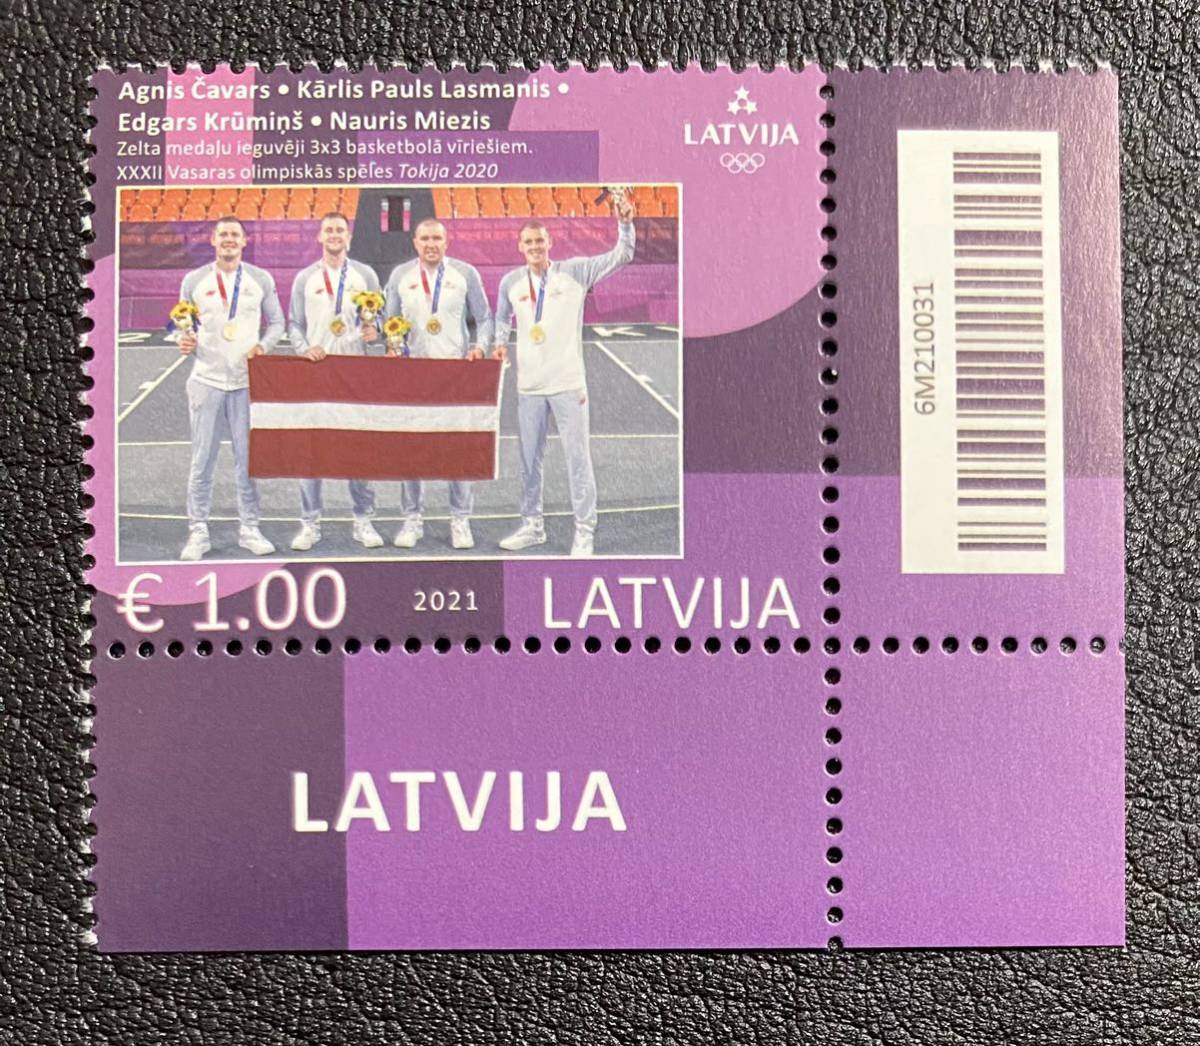 Agnis Čavars • Kārlis Pauls Lasmanis •
Edgars Krūmiņš • Nauris Miezis
Zelta medaļu ieguvēji 3x3 basketbolā vīriešiem.
XXXII Vasaras olimpiskās spēles Tokija 2020
LATVIJA
6M210031
€ 1.00
2021
LATVIJA
LATVIJA